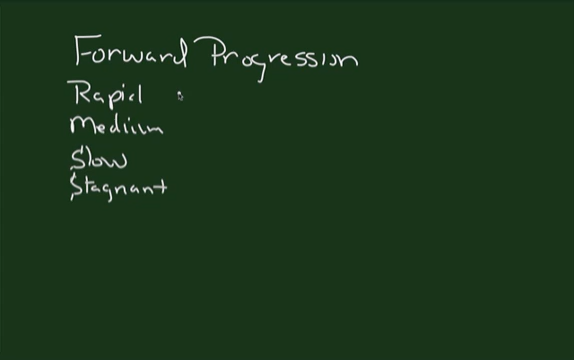 Forward Progression
Rapid
Medium
Slow
Stagnant